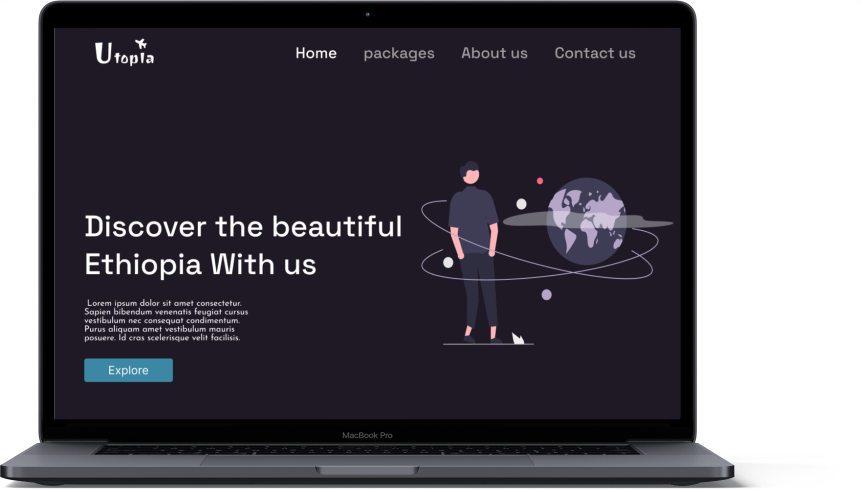 Utopia
Home packages About us Contact us
Discover the beautiful
Ethiopia With us
Lorem ipsum dolor sit amet consectetur.
Sapien bibendum venenatis feugiat cursus
vestibulum nec consequat condimentum.
Purus aliquam amet vestibulum mauris
posuere. Id cras scelerisque velit facilisis.
Explore
MacBook Pro